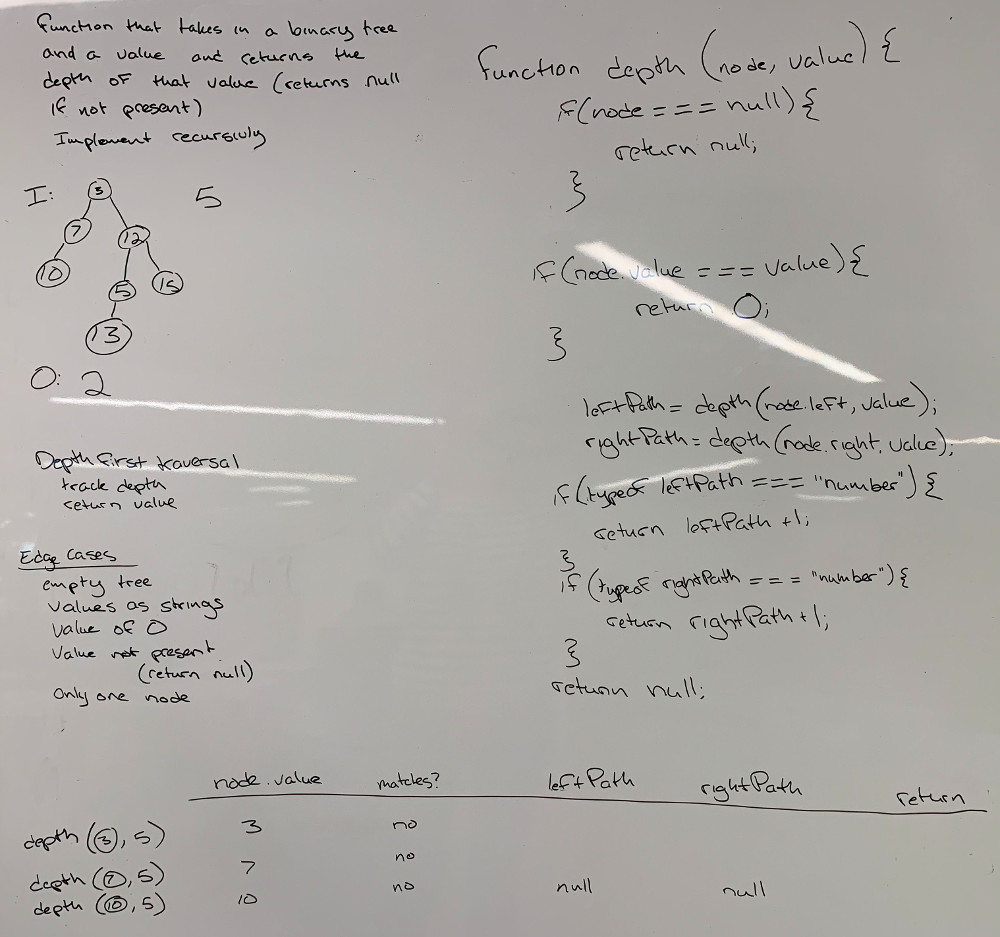 Function that takes in a binary tree
and a value and returns the
depth of that value (returns null
if not present)
Implement recursivly
I:
3
5
7
12
10
5
15
13
O: 2
Depth first traversal
track depth
return value
Edge Cases
empty tree
values as strings
value of 0
Value not present
(return null)
Only one node
function depth (node, value) {
if(node === null) {
return null;
}
if(node.value === value) {
return 0;
}
leftPath = depth(node.left, value);
rightPath = depth(node.right, value);
if(typeof leftPath === "number") {
return leftPath +1;
}
if(typeof rightPath === "number") {
return rightPath +1;
}
return null;
node.value matches? leftPath rightPath return
depth(3, 5) 3 no
depth(7, 5) 7 no
depth(10, 5) 10 no null null